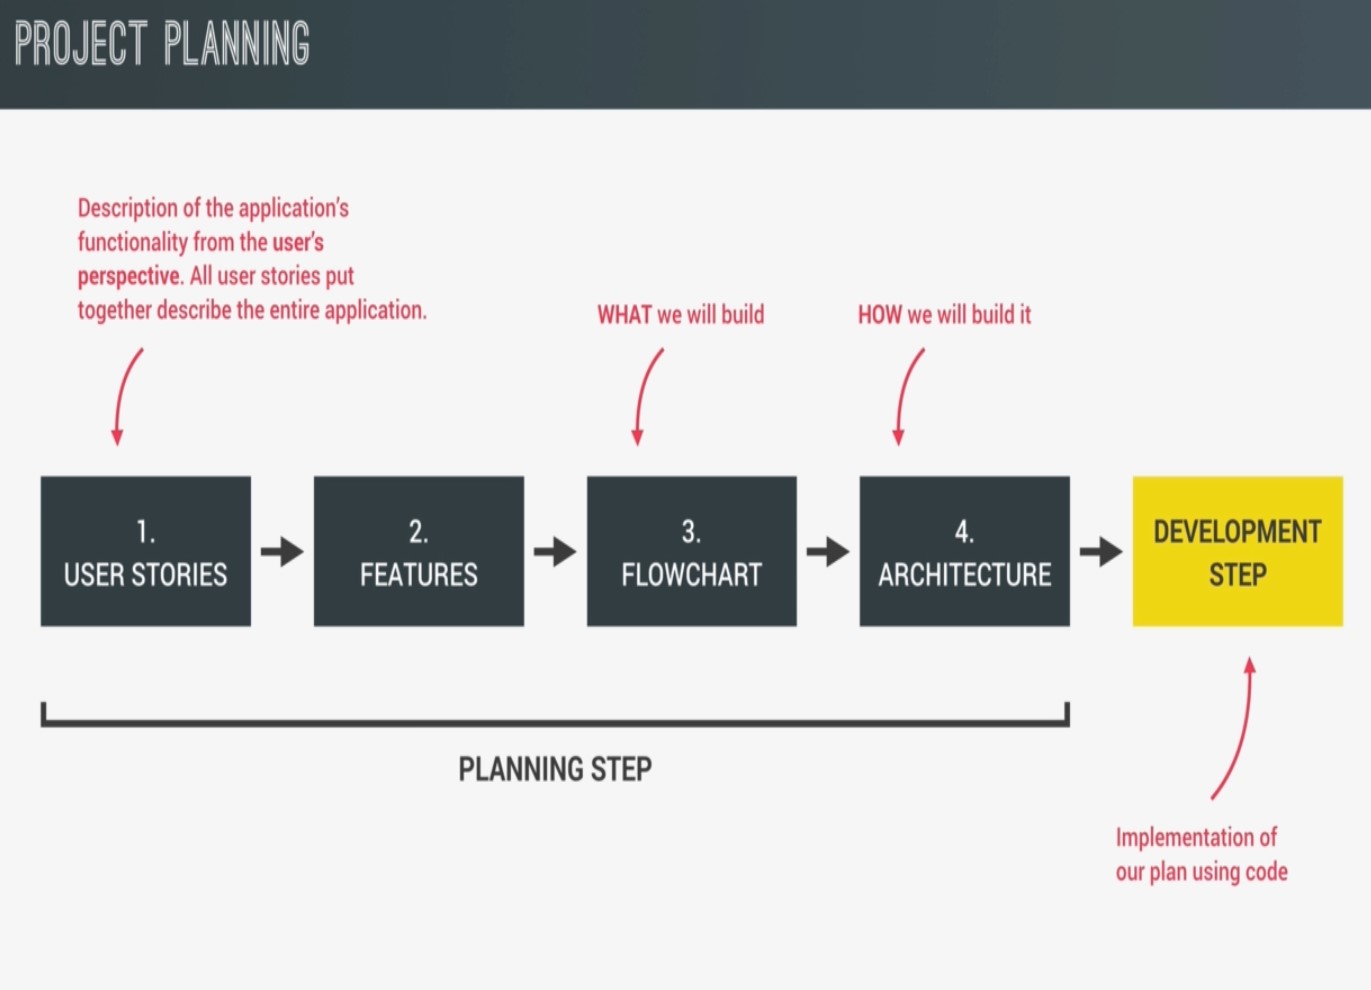 PROJECT PLANNING
Description of the application's
functionality from the user's
perspective. All user stories put
together describe the entire application.
WHAT we will build
HOW we will build it
1.
USER STORIES
2.
FEATURES
3.
FLOWCHART
4.
ARCHITECTURE
DEVELOPMENT
STEP
PLANNING STEP
Implementation of
our plan using code